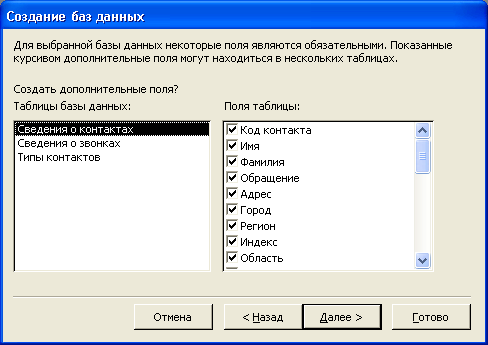 Создание баз данных
Для выбранной базы данных некоторые поля являются обязательными. Показанные
курсивом дополнительные поля могут находиться в нескольких таблицах.
Создать дополнительные поля?
Таблицы базы данных:
Сведения о контактах
Сведения о звонках
Типы контактов
Поля таблицы:
Код контакта
Имя
Фамилия
Обращение
Адрес
Город
Регион
Индекс
Область
Отмена
< Назад
Далее >
Готово